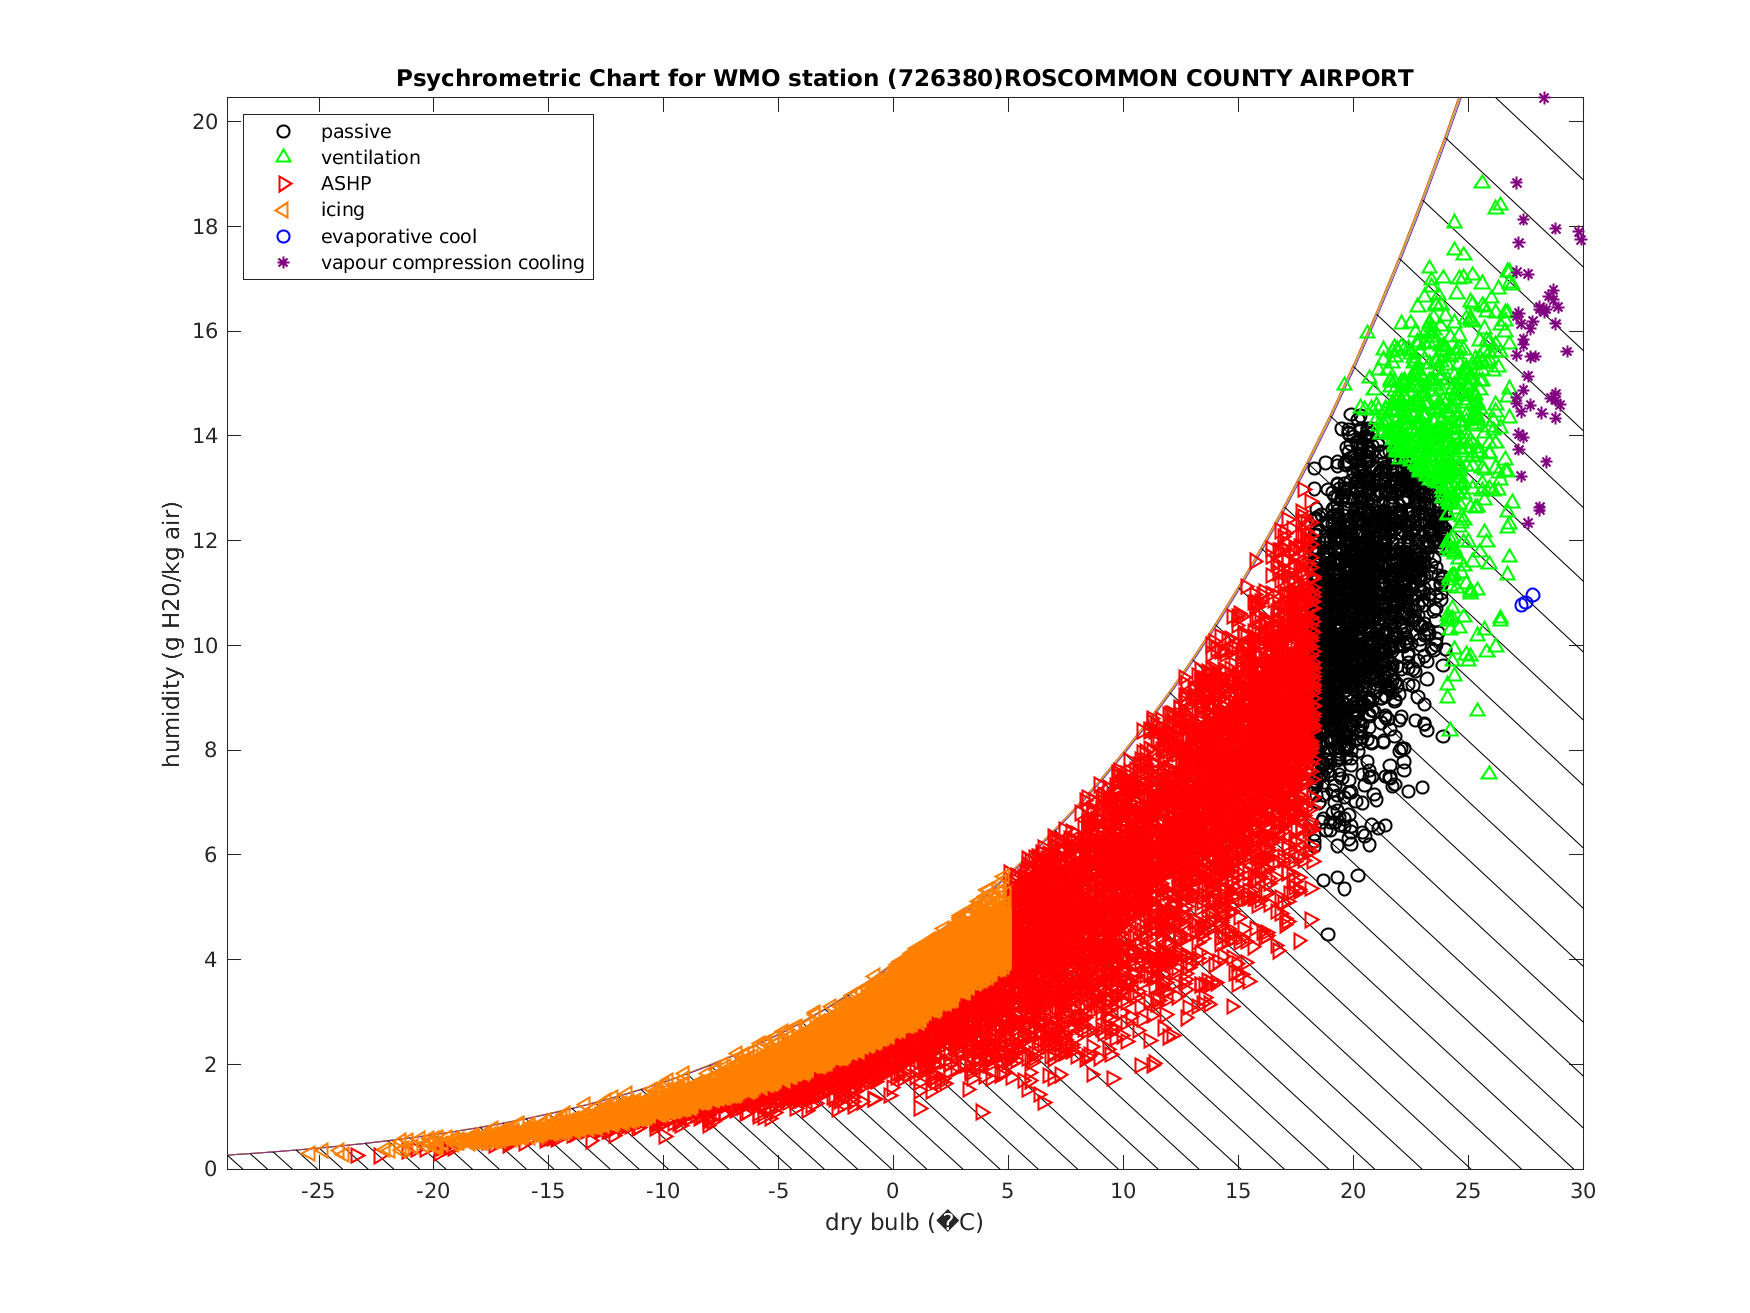 Psychrometric Chart for WMO station (726380)ROSCOMMON COUNTY AIRPORT
passive
ventilation
ASHP
icing
evaporative cool
vapour compression cooling
humidity (g H20/kg air)
20
18
16
14
12
10
8
6
4
2
0
-25 -20 -15 -10 -5 0 5 10 15 20 25 30
dry bulb (�C)